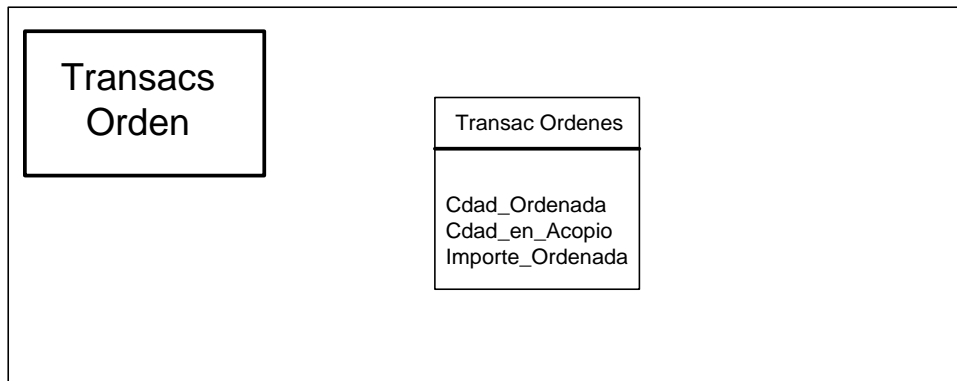 Transacs
Orden
Transac Ordenes
Cdad_Ordenada
Cdad_en_Acopio
Importe_Ordenada